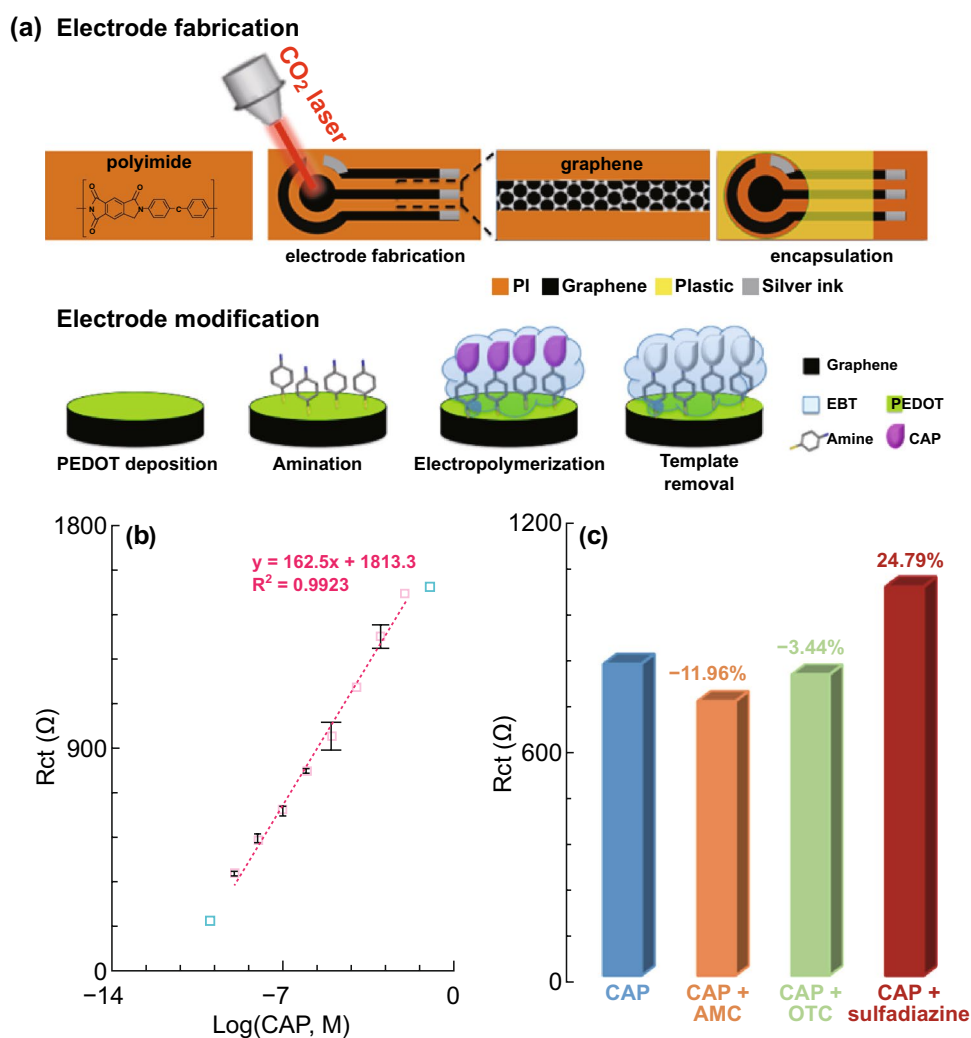 (a) Electrode fabrication
CO₂ laser
polyimide
graphene
electrode fabrication
encapsulation
PI Graphene Plastic Silver ink
Electrode modification
Graphene
EBT PEDOT
Amine CAP
PEDOT deposition
Amination
Electropolymerization
Template
removal
(b)
1800
900
0
Rct (Ω)
y = 162.5x + 1813.3
R² = 0.9923
−14 −7 0
Log(CAP, M)
(c)
1200
600
0
Rct (Ω)
−11.96%
−3.44%
24.79%
CAP
CAP +
AMC
CAP +
OTC
CAP +
sulfadiazine